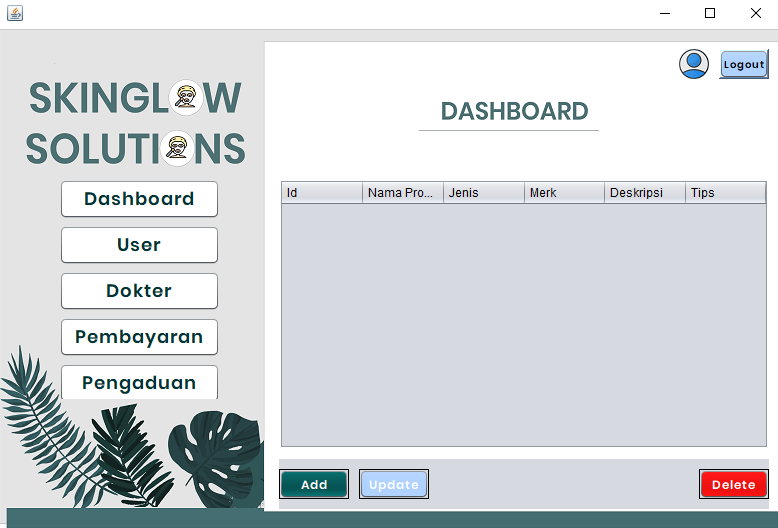 SKINGLOW
SOLUTIONS
Dashboard
User
Dokter
Pembayaran
Pengaduan
Logout
DASHBOARD
Id Nama Pro... Jenis Merk Deskripsi Tips
Add Update Delete